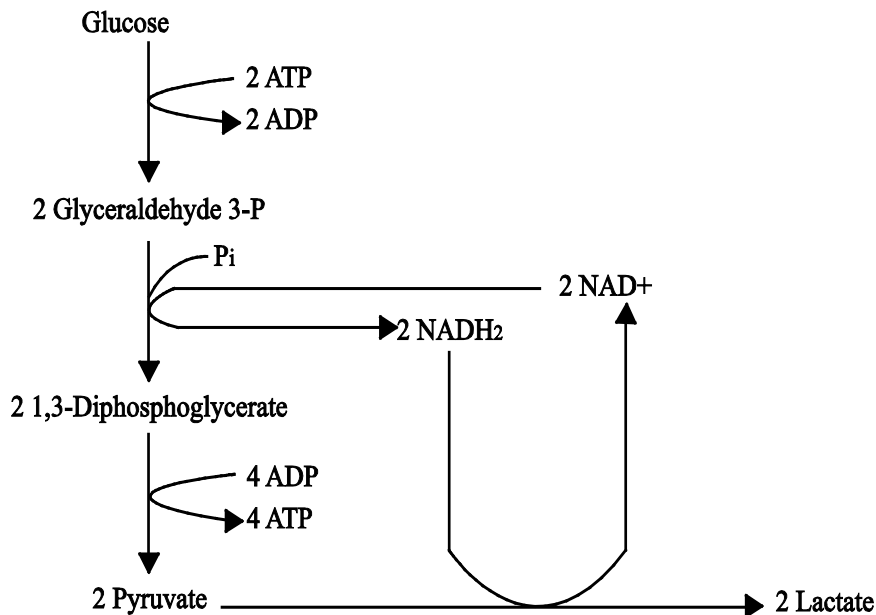 Glucose
2 ATP
2 ADP
2 Glyceraldehyde 3-P
Pi
2 NAD+
2 NADH₂
2 1,3-Diphosphoglycerate
4 ADP
4 ATP
2 Pyruvate
2 Lactate